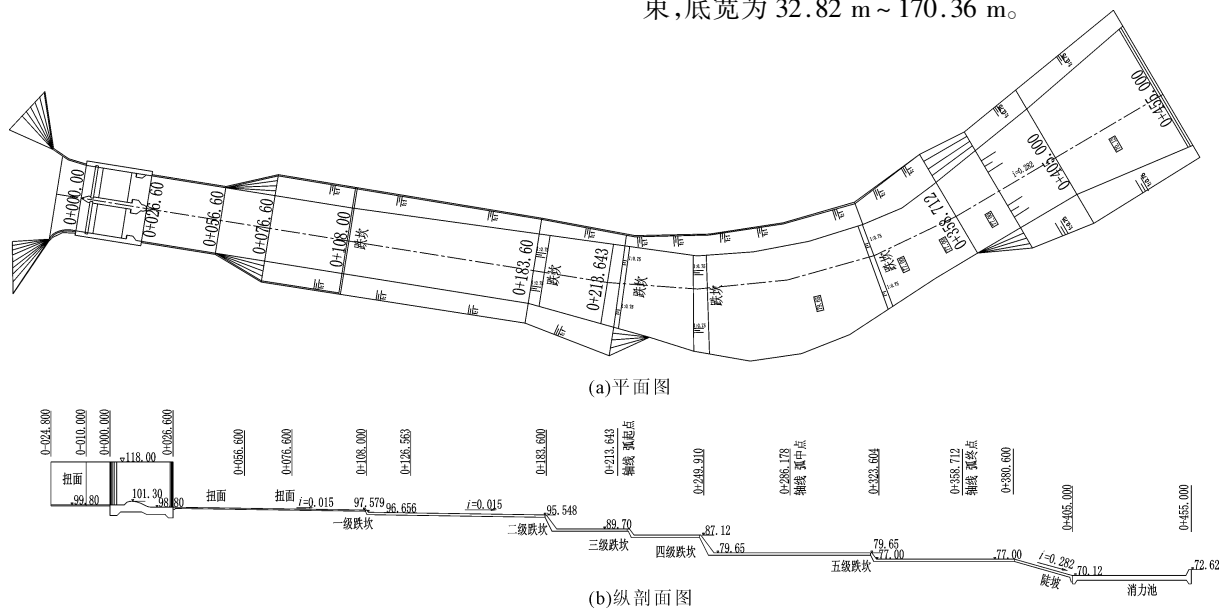 束,底宽为 32.82 m～170.36 m。
0+000.00
0+026.60
0+056.60
0+076.60
0+108.00
跌坎
0+183.60
跌坎
0+213.643
跌坎
跌坎
跌坎
0+358.712
i=0.282
0+405.000
0+455.000
(a)平面图
0-024.800
0-010.000
0+000.000
0+026.600
0+056.600
0+076.600
0+108.000
0+126.563
0+183.600
0+213.643
轴线 弧起点
0+249.910
0+286.178
轴线 弧中点
0+323.604
0+358.712
轴线 弧终点
0+380.600
0+405.000
0+455.000
118.00
扭面
99.80
101.30
98.80
扭面
扭面
i=0.015
97.579
96.656
i=0.015
95.548
一级跌坎
二级跌坎
89.70
三级跌坎
87.12
四级跌坎
79.65
79.65
77.00
五级跌坎
77.00
i=0.282
陡坡
70.12
消力池
72.62
(b)纵剖面图